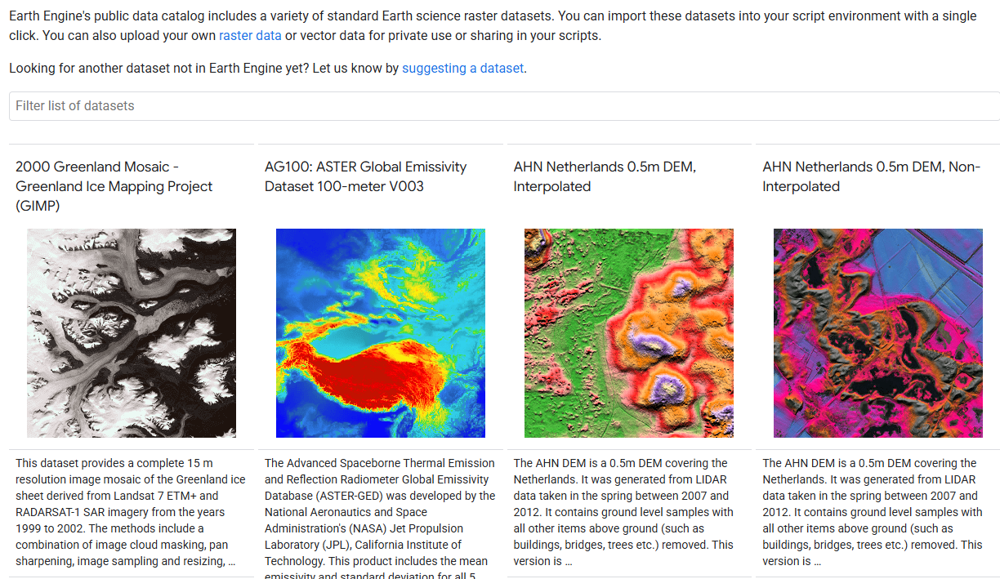 Earth Engine's public data catalog includes a variety of standard Earth science raster datasets. You can import these datasets into your script environment with a single
click. You can also upload your own raster data or vector data for private use or sharing in your scripts.
Looking for another dataset not in Earth Engine yet? Let us know by suggesting a dataset.
Filter list of datasets
2000 Greenland Mosaic -
Greenland Ice Mapping Project
(GIMP)
This dataset provides a complete 15 m
resolution image mosaic of the Greenland ice
sheet derived from Landsat 7 ETM+ and
RADARSAT-1 SAR imagery from the years
1999 to 2002. The methods include a
combination of image cloud masking, pan
sharpening, image sampling and resizing, …
AG100: ASTER Global Emissivity
Dataset 100-meter V003
The Advanced Spaceborne Thermal Emission
and Reflection Radiometer Global Emissivity
Database (ASTER-GED) was developed by the
National Aeronautics and Space
Administration's (NASA) Jet Propulsion
Laboratory (JPL), California Institute of
Technology. This product includes the mean
emissivity and standard deviation for all 5
AHN Netherlands 0.5m DEM,
Interpolated
The AHN DEM is a 0.5m DEM covering the
Netherlands. It was generated from LIDAR
data taken in the spring between 2007 and
2012. It contains ground level samples with
all other items above ground (such as
buildings, bridges, trees etc.) removed. This
version is …
AHN Netherlands 0.5m DEM, Non-
Interpolated
The AHN DEM is a 0.5m DEM covering the
Netherlands. It was generated from LIDAR
data taken in the spring between 2007 and
2012. It contains ground level samples with
all other items above ground (such as
buildings, bridges, trees etc.) removed. This
version is …